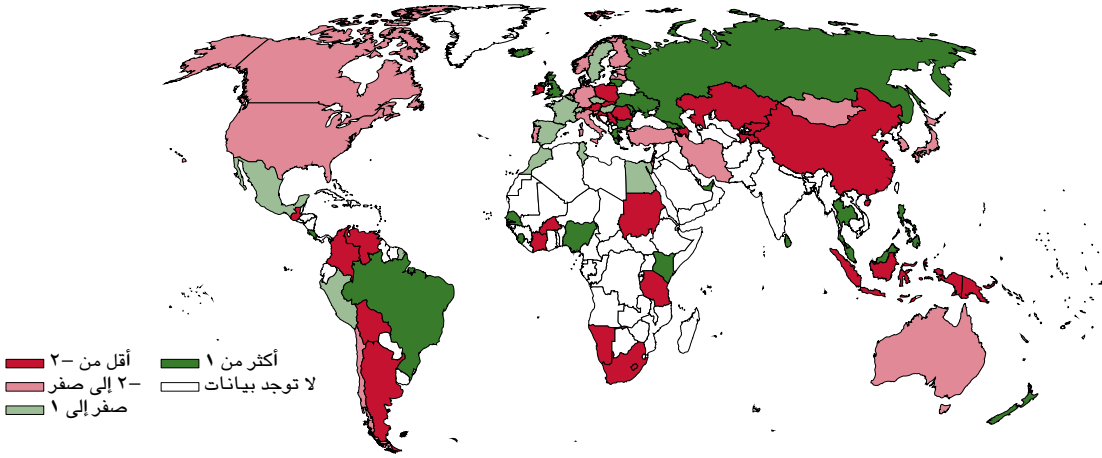 أقل من –٢
–٢ إلى صفر
صفر إلى ١
أكثر من ١
لا توجد بيانات